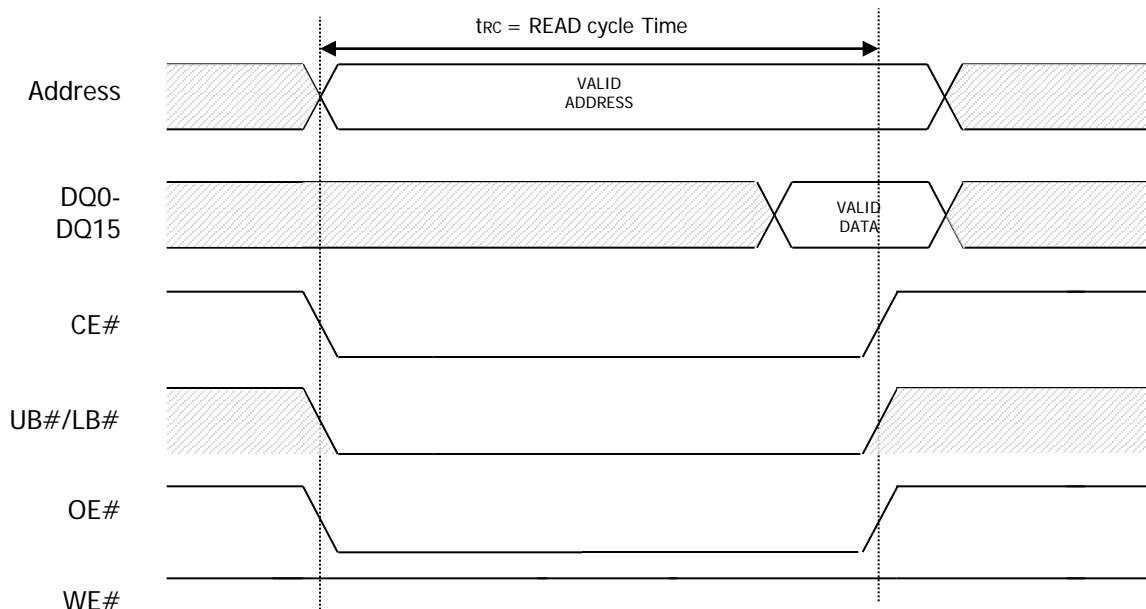 tRC = READ cycle Time
Address
VALID
ADDRESS
DQ0-
DQ15
VALID
DATA
CE#
UB#/LB#
OE#
WE#